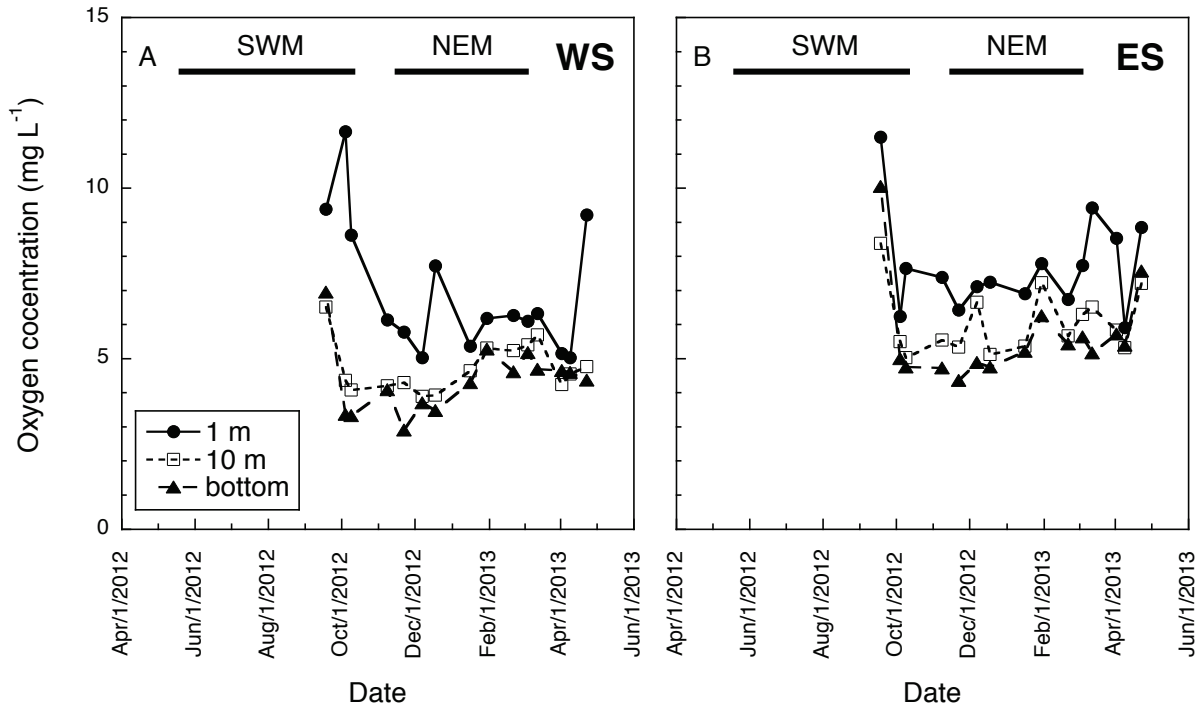 Oxygen cocentration (mg L-1)
15
10
5
0
A
SWM
NEM
WS
1 m
10 m
bottom
Apr/1/2012
Jun/1/2012
Aug/1/2012
Oct/1/2012
Dec/1/2012
Feb/1/2013
Apr/1/2013
Jun/1/2013
Date
B
SWM
NEM
ES
Apr/1/2012
Jun/1/2012
Aug/1/2012
Oct/1/2012
Dec/1/2012
Feb/1/2013
Apr/1/2013
Jun/1/2013
Date